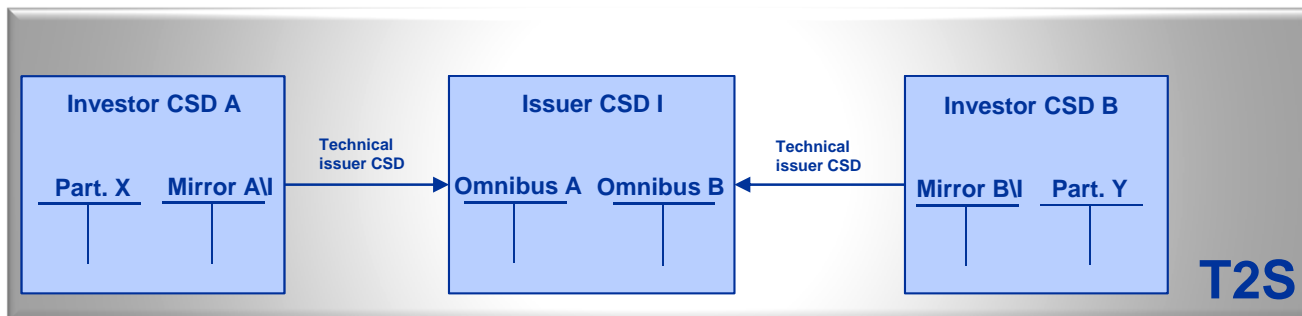 Investor CSD A
Issuer CSD I
Investor CSD B
Technical
issuer CSD
Technical
issuer CSD
Part. X
Mirror A\I
Omnibus A
Omnibus B
Mirror B\I
Part. Y
T2S